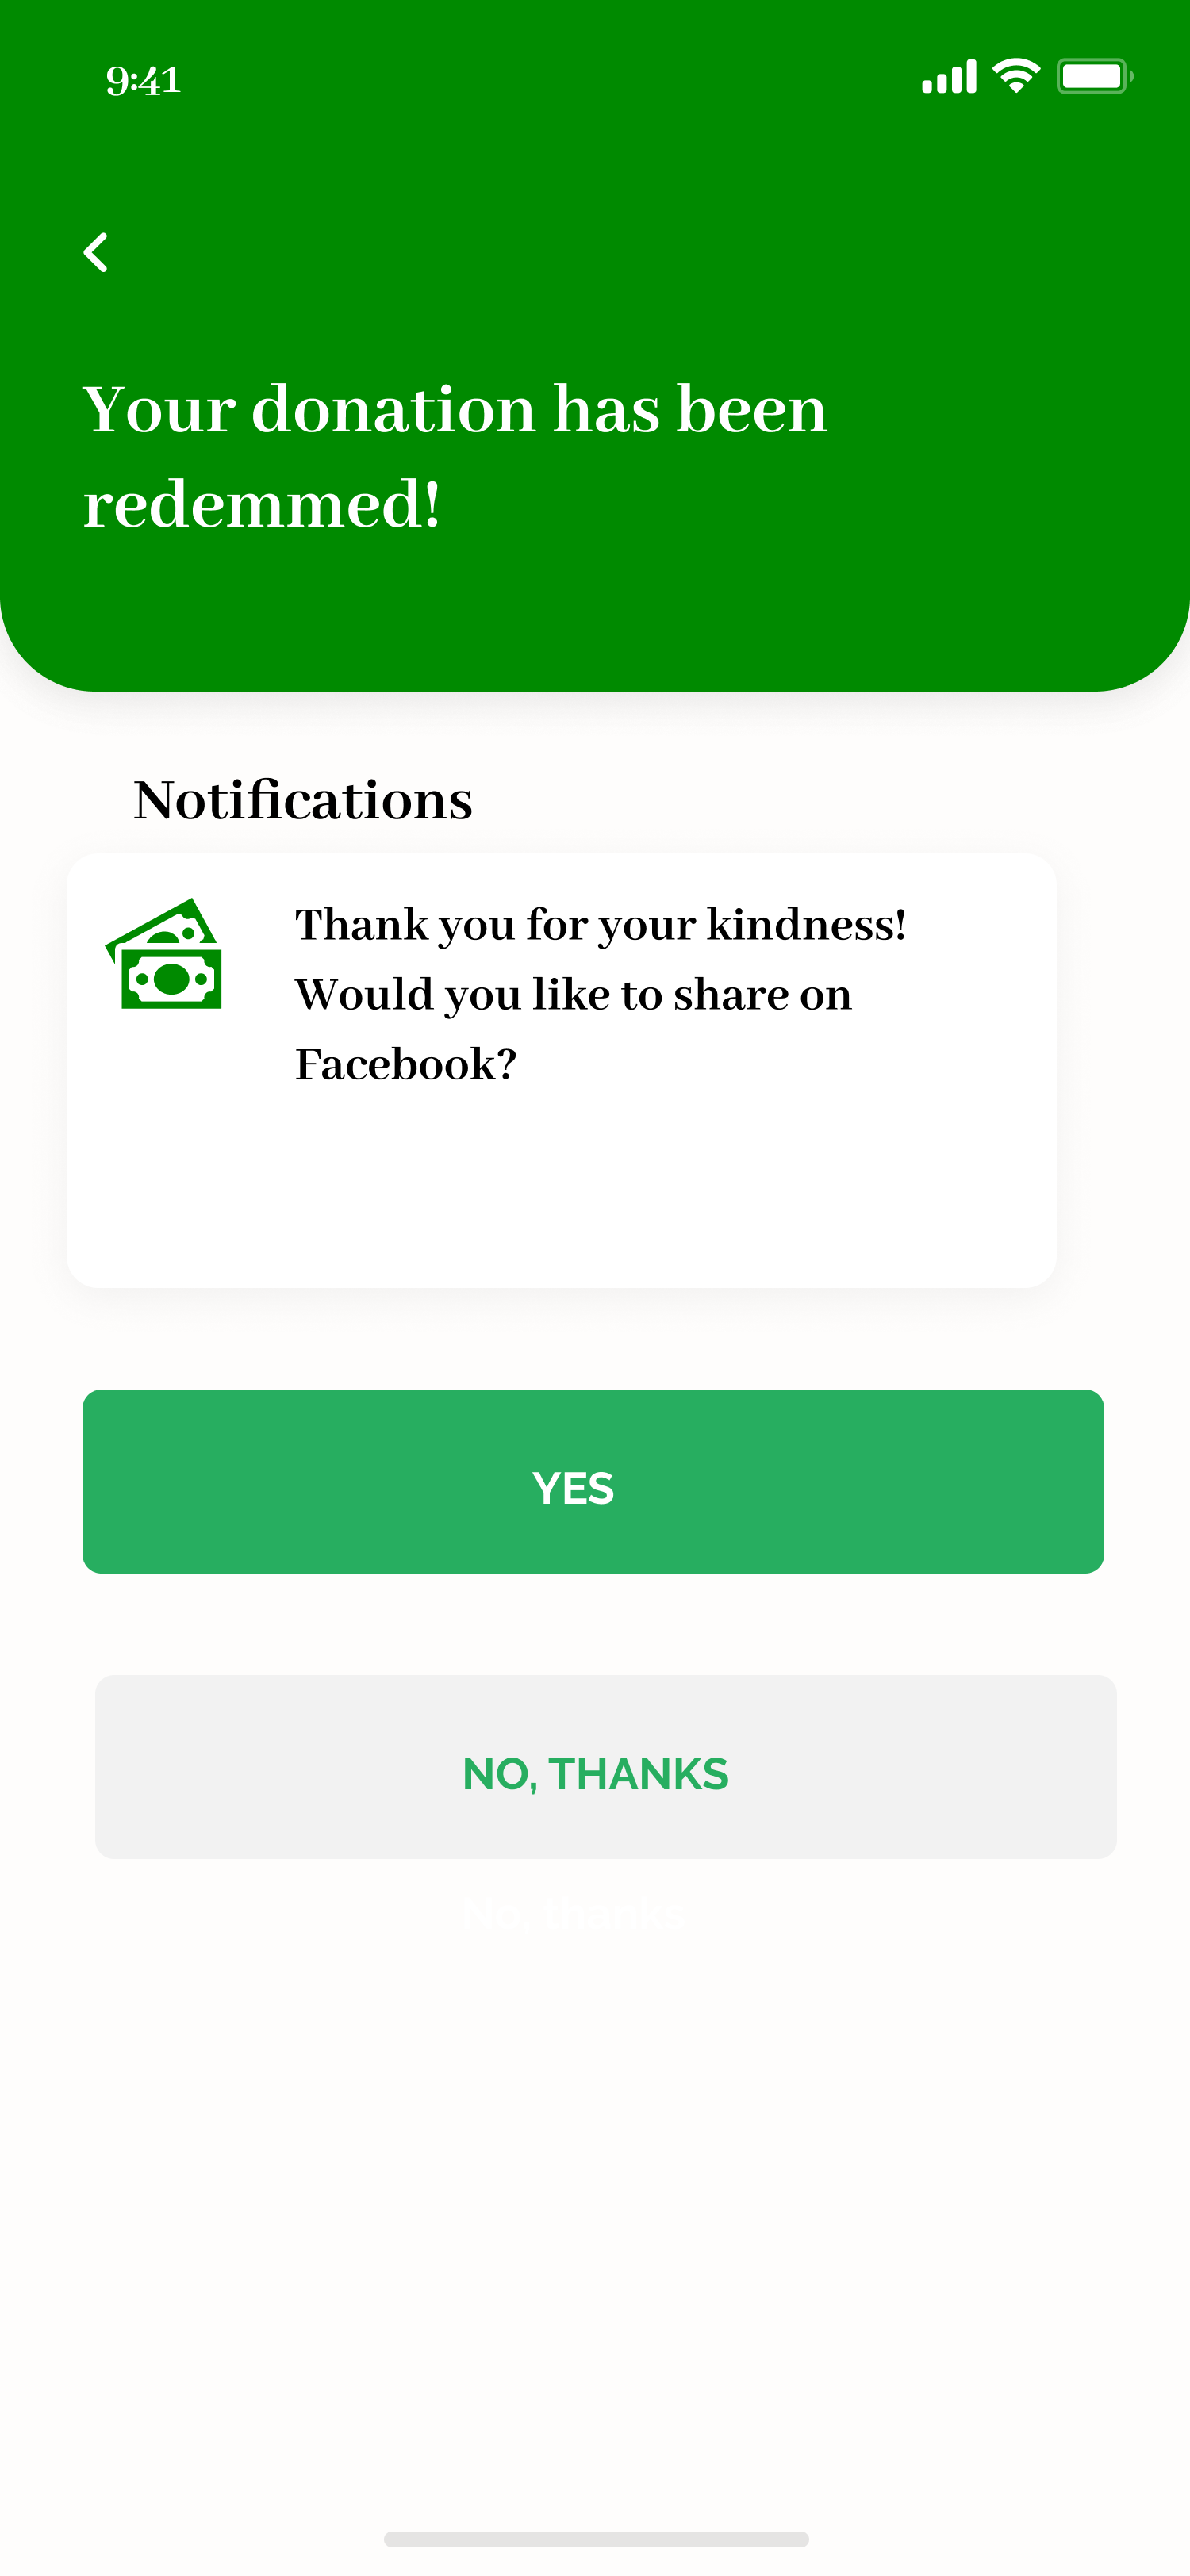 9:41
Your donation has been
redemmed!
Notifications
Thank you for your kindness!
Would you like to share on
Facebook?
YES
NO, THANKS
No, thanks